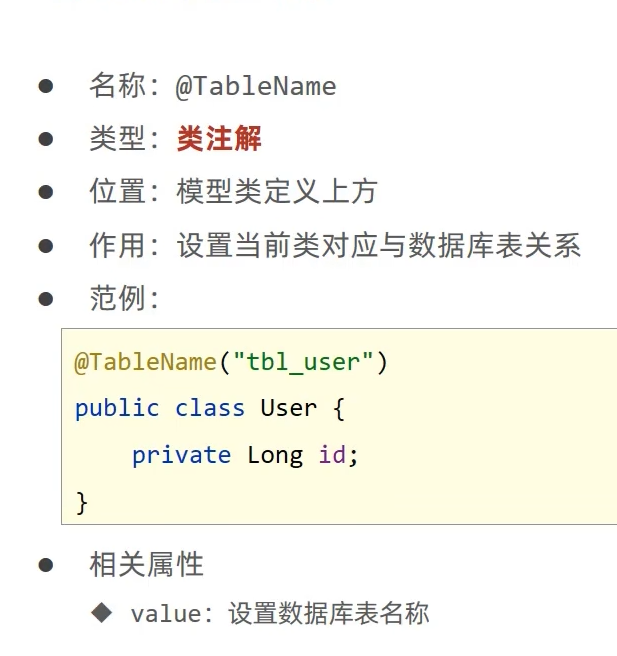 ● 名称：@TableName
● 类型：类注解
● 位置：模型类定义上方
● 作用：设置当前类对应与数据库表关系
● 范例：
@TableName("tbl_user")
public class User {
    private Long id;
}
● 相关属性
◆ value：设置数据库表名称